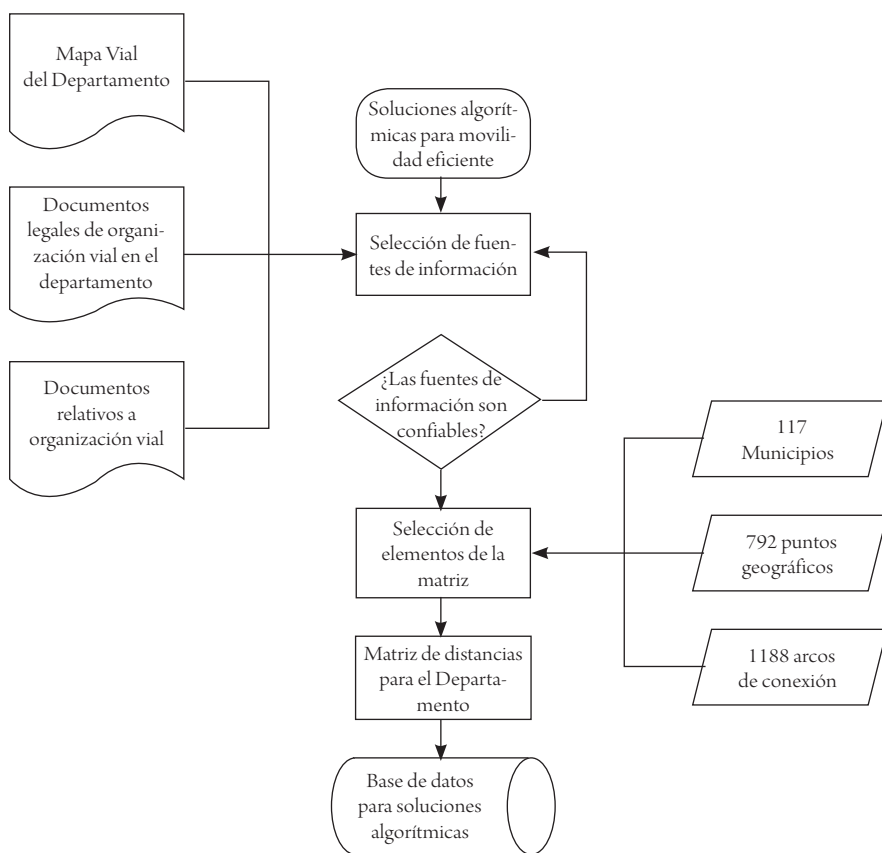 Mapa Vial
del Departamento
Soluciones algorít-
micas para movili-
dad eficiente
Documentos
legales de organi-
zación vial en el
departamento
Selección de fuen-
tes de información
Documentos
relativos a
organización vial
¿Las fuentes de
información son
confiables?
117
Municipios
Selección de
elementos de la
matriz
792 puntos
geográficos
Matriz de distancias
para el Departa-
mento
1188 arcos
de conexión
Base de datos
para soluciones
algorítmicas